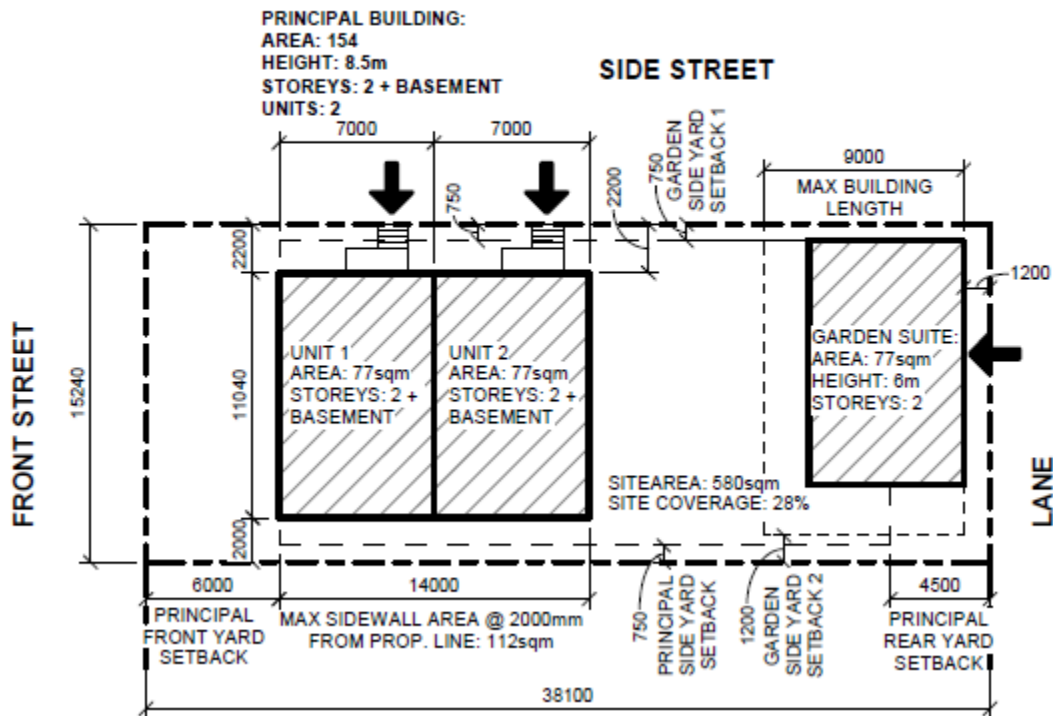 PRINCIPAL BUILDING:
AREA: 154
HEIGHT: 8.5m
STOREYS: 2 + BASEMENT
UNITS: 2
SIDE STREET
7000
7000
750
2200
750
GARDEN
SIDE YARD
SETBACK 1
9000
MAX BUILDING
LENGTH
2200
1200
FRONT STREET
15240
11040
UNIT 1
AREA: 77sqm
STOREYS: 2 +
BASEMENT
UNIT 2
AREA: 77sqm
STOREYS: 2 +
BASEMENT
GARDEN SUITE:
AREA: 77sqm
HEIGHT: 6m
STOREYS: 2
SITEAREA: 580sqm
SITE COVERAGE: 28%
LANE
2000
6000
PRINCIPAL
FRONT YARD
SETBACK
14000
MAX SIDEWALL AREA @ 2000mm
FROM PROP. LINE: 112sqm
750
PRINCIPAL
SIDE YARD
SETBACK
1200
GARDEN
SIDE YARD
SETBACK 2
4500
PRINCIPAL
REAR YARD
SETBACK
38100